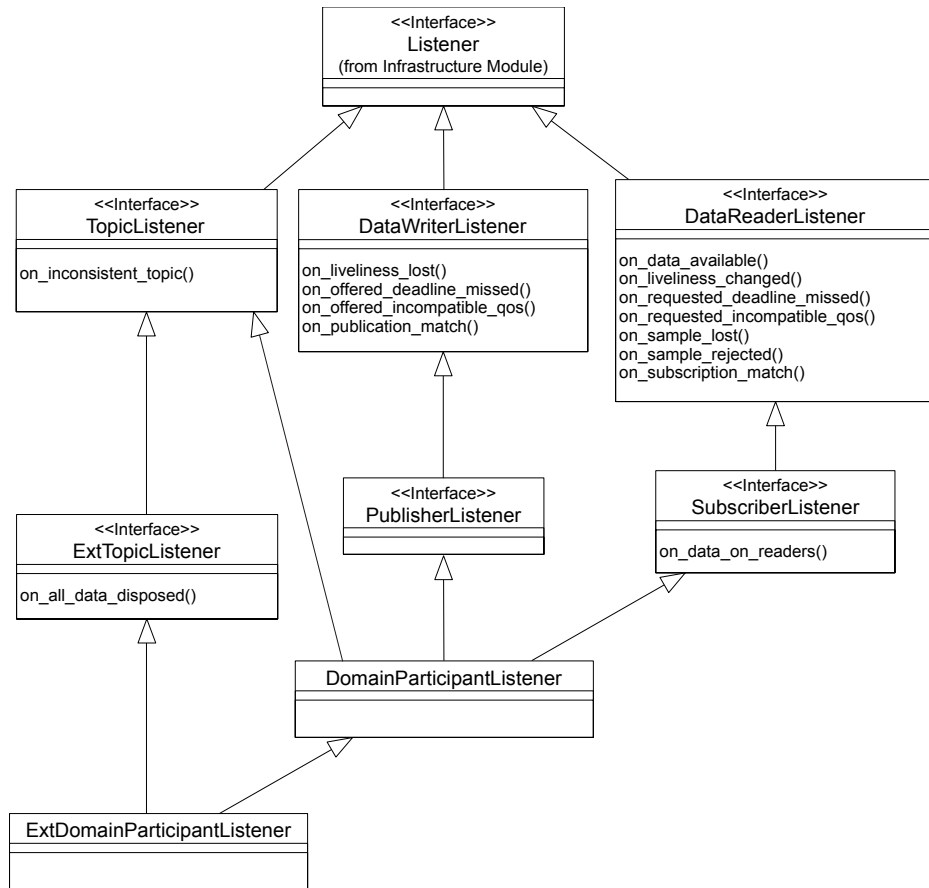 <<Interface>>
Listener
(from Infrastructure Module)
<<Interface>>
TopicListener
on_inconsistent_topic()
<<Interface>>
DataWriterListener
on_liveliness_lost()
on_offered_deadline_missed()
on_offered_incompatible_qos()
on_publication_match()
<<Interface>>
DataReaderListener
on_data_available()
on_liveliness_changed()
on_requested_deadline_missed()
on_requested_incompatible_qos()
on_sample_lost()
on_sample_rejected()
on_subscription_match()
<<Interface>>
ExtTopicListener
on_all_data_disposed()
<<Interface>>
PublisherListener
<<Interface>>
SubscriberListener
on_data_on_readers()
DomainParticipantListener
ExtDomainParticipantListener